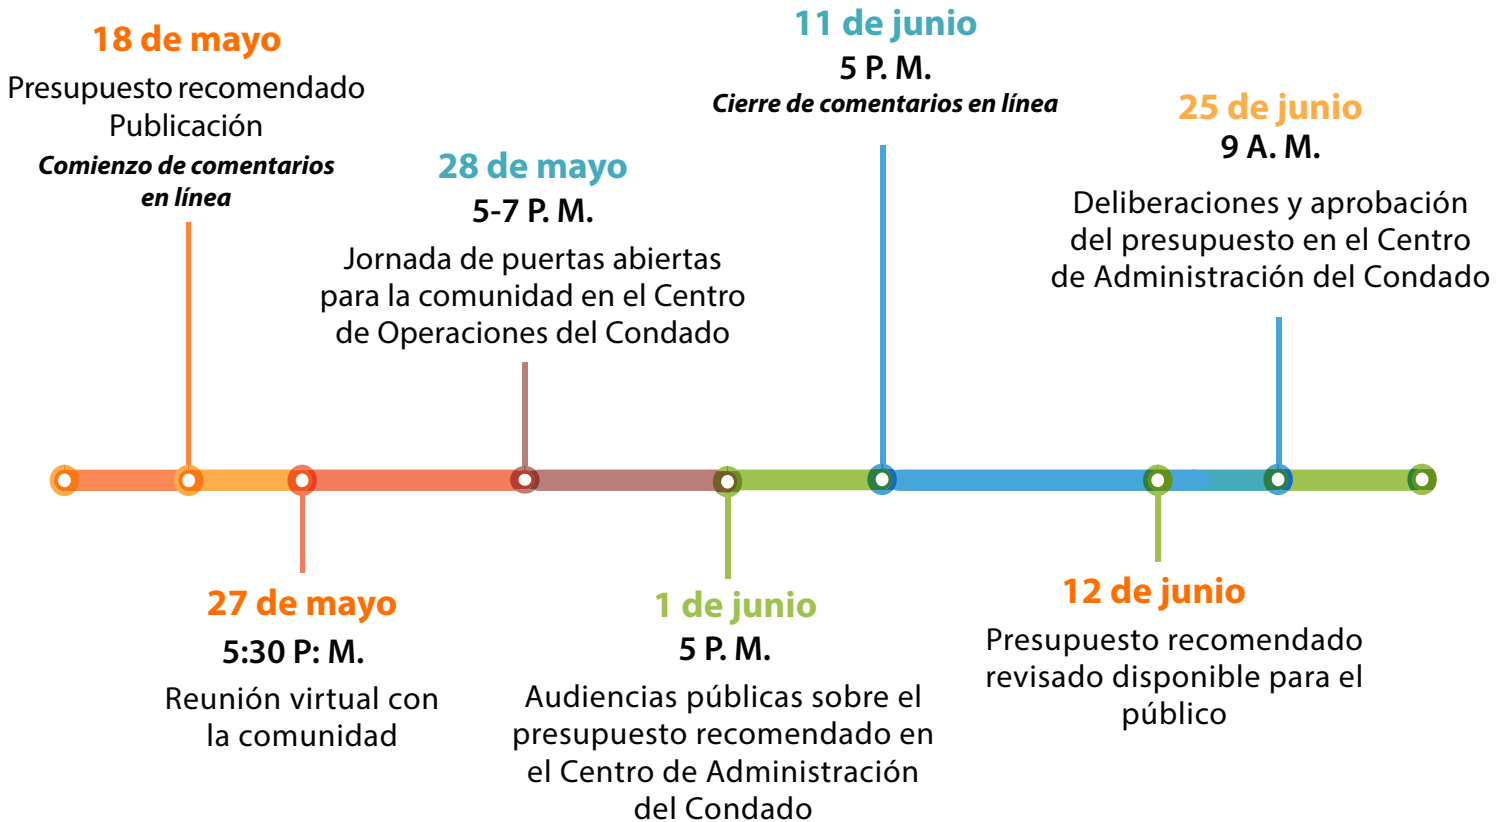 18 de mayo
Presupuesto recomendado
Publicación
Comienzo de comentarios
en línea
27 de mayo
5:30 P: M.
Reunión virtual con
la comunidad
28 de mayo
5-7 P. M.
Jornada de puertas abiertas
para la comunidad en el Centro
de Operaciones del Condado
1 de junio
5 P. M.
Audiencias públicas sobre el
presupuesto recomendado en
el Centro de Administración
del Condado
11 de junio
5 P. M.
Cierre de comentarios en línea
12 de junio
Presupuesto recomendado
revisado disponible para el
público
25 de junio
9 A. M.
Deliberaciones y aprobación
del presupuesto en el Centro
de Administración del Condado